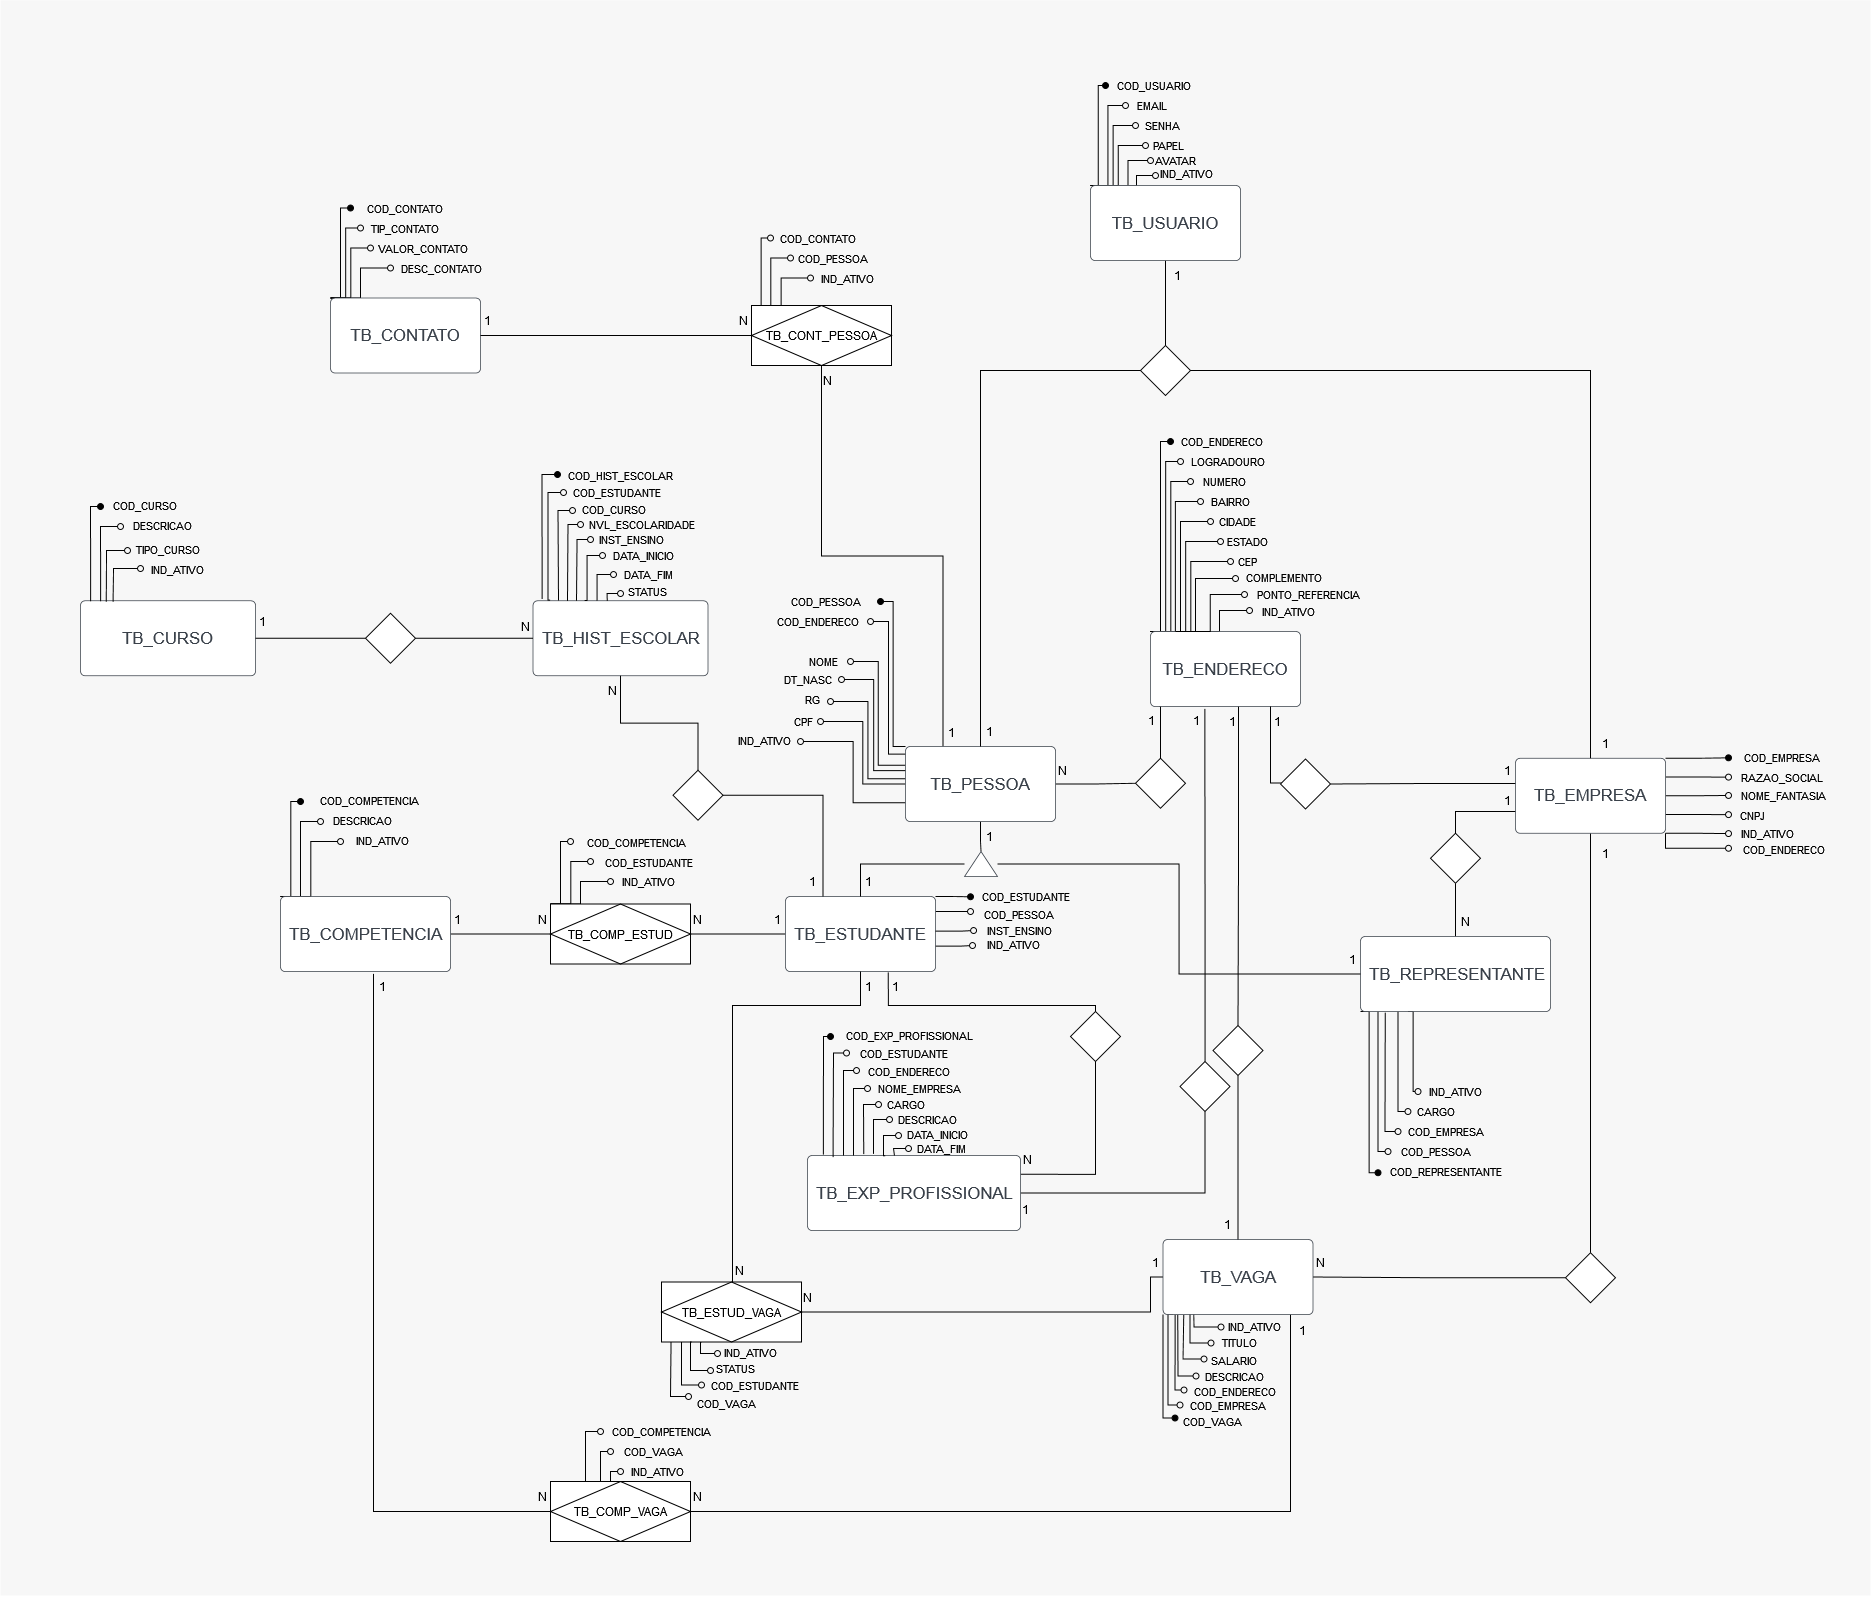 COD_USUARIO
EMAIL
SENHA
PAPEL
AVATAR
IND_ATIVO
TB_USUARIO
1
COD_CONTATO
TIP_CONTATO
VALOR_CONTATO
DESC_CONTATO
TB_CONTATO
1
N
COD_CONTATO
COD_PESSOA
IND_ATIVO
TB_CONT_PESSOA
N
COD_ENDERECO
LOGRADOURO
NUMERO
BAIRRO
CIDADE
ESTADO
CEP
COMPLEMENTO
PONTO_REFERENCIA
IND_ATIVO
TB_ENDERECO
1
1
1
1
COD_CURSO
DESCRICAO
TIPO_CURSO
IND_ATIVO
TB_CURSO
1
N
COD_HIST_ESCOLAR
COD_ESTUDANTE
COD_CURSO
NVL_ESCOLARIDADE
INST_ENSINO
DATA_INICIO
DATA_FIM
STATUS
TB_HIST_ESCOLAR
N
COD_PESSOA
COD_ENDERECO
NOME
DT_NASC
RG
CPF
IND_ATIVO
1
1
TB_PESSOA
N
1
1
1
1
TB_EMPRESA
1
COD_EMPRESA
RAZAO_SOCIAL
NOME_FANTASIA
CNPJ
IND_ATIVO
COD_ENDERECO
COD_COMPETENCIA
DESCRICAO
IND_ATIVO
TB_COMPETENCIA
1
1
N
COD_COMPETENCIA
COD_ESTUDANTE
IND_ATIVO
TB_COMP_ESTUD
N
1
1
1
TB_ESTUDANTE
COD_ESTUDANTE
COD_PESSOA
INST_ENSINO
IND_ATIVO
1
1
N
1
TB_REPRESENTANTE
IND_ATIVO
CARGO
COD_EMPRESA
COD_PESSOA
COD_REPRESENTANTE
COD_EXP_PROFISSIONAL
COD_ESTUDANTE
COD_ENDERECO
NOME_EMPRESA
CARGO
DESCRICAO
DATA_INICIO
DATA_FIM
TB_EXP_PROFISSIONAL
N
1
1
1
TB_VAGA
N
1
IND_ATIVO
TITULO
SALARIO
DESCRICAO
COD_ENDERECO
COD_EMPRESA
COD_VAGA
N
TB_ESTUD_VAGA
N
IND_ATIVO
STATUS
COD_ESTUDANTE
COD_VAGA
COD_COMPETENCIA
COD_VAGA
IND_ATIVO
N
TB_COMP_VAGA
N